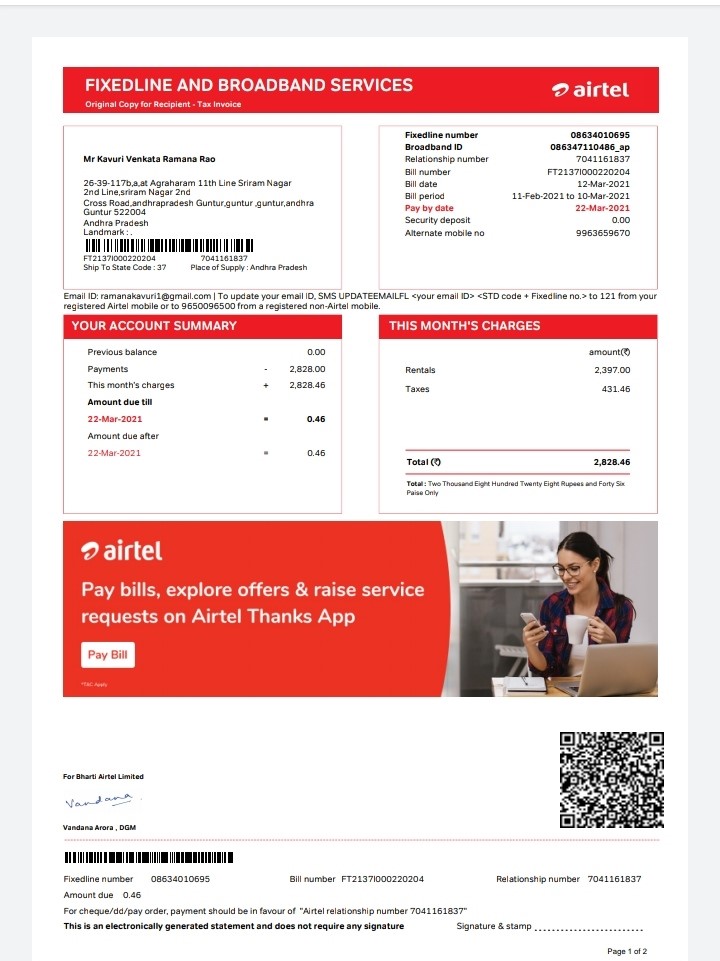 FIXEDLINE AND BROADBAND SERVICES
Original Copy for Recipient - Tax Invoice
airtel
Mr Kavuri Venkata Ramana Rao
26-39-117b,a,at Agraharam 11th Line Sriram Nagar
2nd Line,sriram Nagar 2nd
Cross Road,andhrapradesh Guntur,guntur ,guntur,andhra
Guntur 522004
Andhra Pradesh
Landmark : .
FT2137I000220204 7041161837
Ship To State Code : 37 Place of Supply : Andhra Pradesh
Fixedline number 08634010695
Broadband ID 086347110486_ap
Relationship number 7041161837
Bill number FT2137I000220204
Bill date 12-Mar-2021
Bill period 11-Feb-2021 to 10-Mar-2021
Pay by date 22-Mar-2021
Security deposit 0.00
Alternate mobile no 9963659670
Email ID: ramanakavuri1@gmail.com | To update your email ID, SMS UPDATEEMAILFL <your email ID> <STD code + Fixedline no.> to 121 from your
registered Airtel mobile or to 9650096500 from a registered non-Airtel mobile.
YOUR ACCOUNT SUMMARY
Previous balance 0.00
Payments - 2,828.00
This month's charges + 2,828.46
Amount due till
22-Mar-2021 = 0.46
Amount due after
22-Mar-2021 = 0.46
THIS MONTH'S CHARGES
amount(₹)
Rentals 2,397.00
Taxes 431.46
Total (₹) 2,828.46
Total : Two Thousand Eight Hundred Twenty Eight Rupees and Forty Six
Paise Only
airtel
Pay bills, explore offers & raise service
requests on Airtel Thanks App
Pay Bill
*T&C Apply
For Bharti Airtel Limited
Vandana
Vandana Arora , DGM
Fixedline number 08634010695 Bill number FT2137I000220204 Relationship number 7041161837
Amount due 0.46
For cheque/dd/pay order, payment should be in favour of "Airtel relationship number 7041161837"
This is an electronically generated statement and does not require any signature Signature & stamp
Page 1 of 2